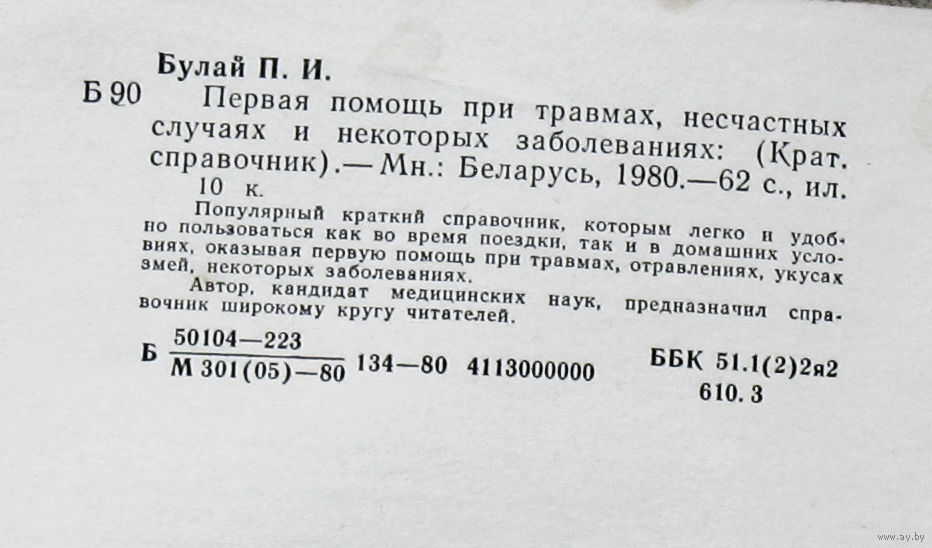 Булай П. И.
Б 90 Первая помощь при травмах, несчастных
случаях и некоторых заболеваниях: (Крат.
справочник).— Мн.: Беларусь, 1980.—62 с., ил.
10 к.
Популярный краткий справочник, которым легко и удоб-
но пользоваться как во время поездки, так и в домашних усло-
виях, оказывая первую помощь при травмах, отравлениях, укусах
змей, некоторых заболеваниях.
Автор, кандидат медицинских наук, предназначил спра-
вочник широкому кругу читателей.
50104—223
Б М 301(05)—80 134—80 4113000000
ББК 51.1(2)2я2
610.3
www.ay.by